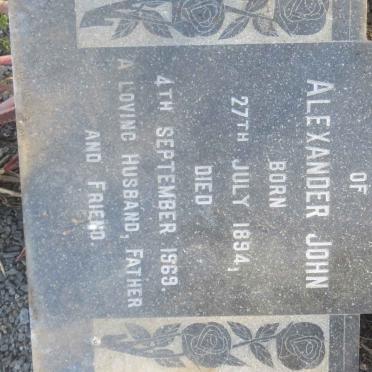 OF
ALEXANDER JOHN
BORN
27TH JULY 1894,
DIED
4TH SEPTEMBER 1969.
A LOVING HUSBAND, FATHER
AND FRIEND